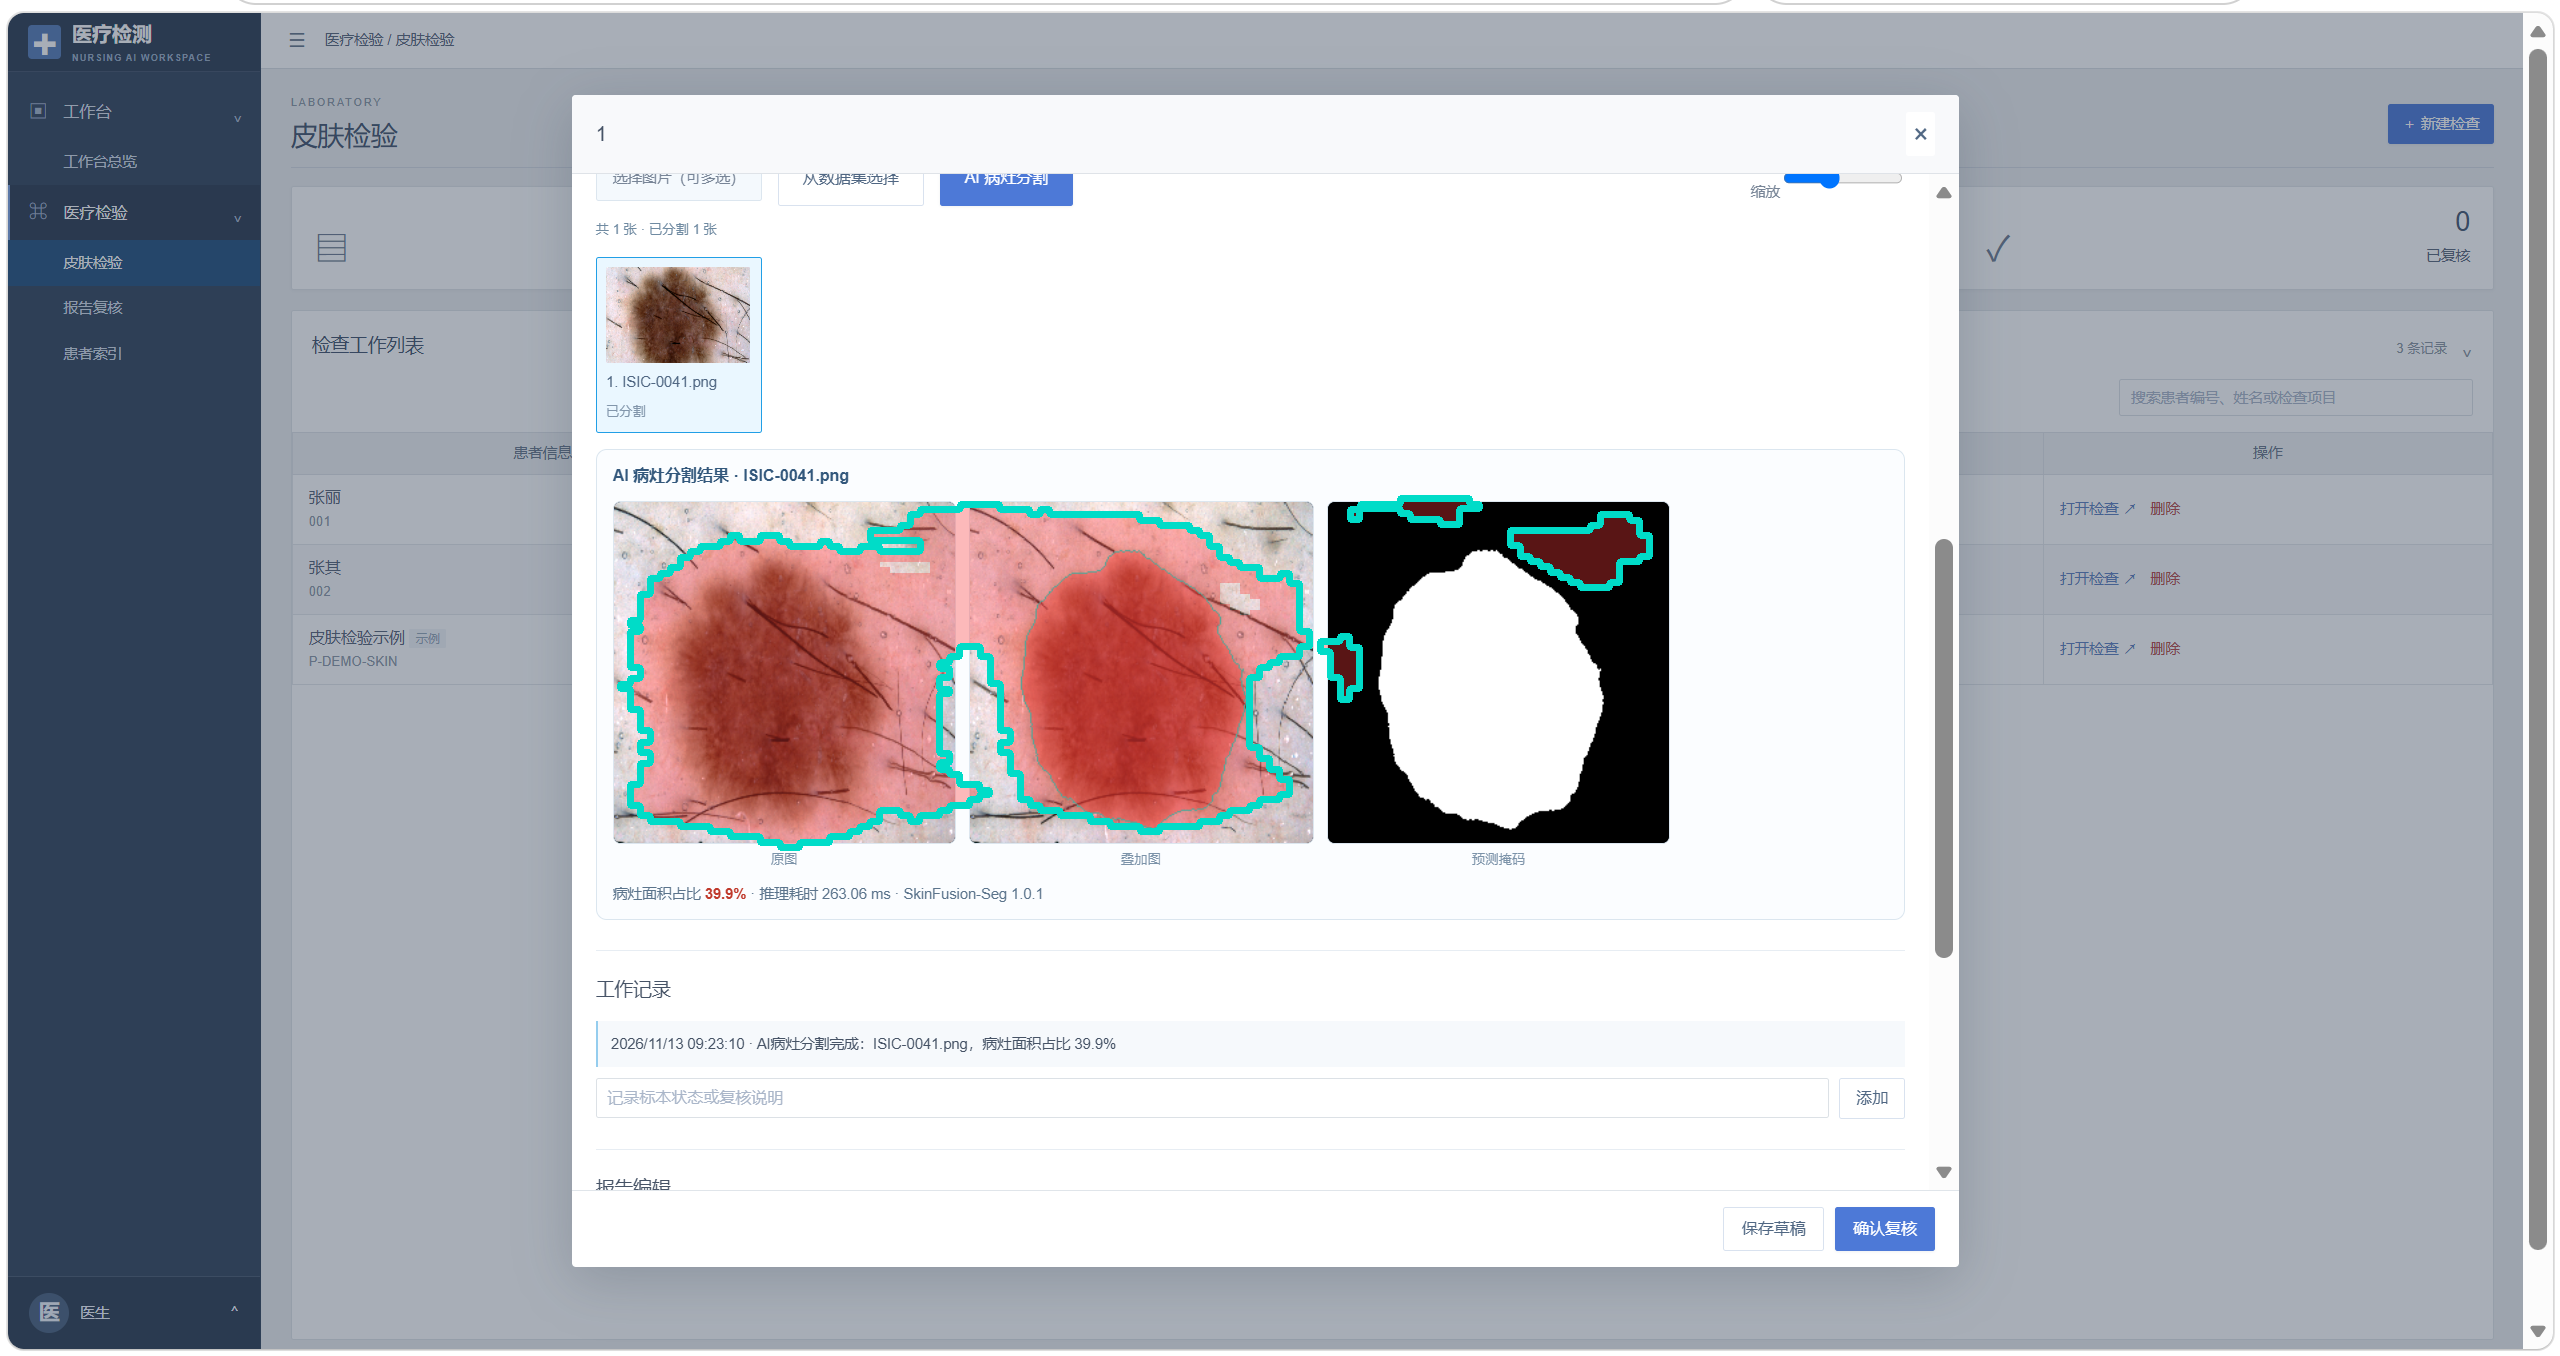 医疗检测
NURSING AI WORKSPACE
工作台
工作台总览
医疗检验
皮肤检验
报告复核
患者索引
医
医生
医疗检验 / 皮肤检验
LABORATORY
皮肤检验
+ 新建检查
0
已复核
检查工作列表
3 条记录
搜索患者编号、姓名或检查项目
患者信息
操作
张丽
001
打开检查 ↗ 删除
张其
002
打开检查 ↗ 删除
皮肤检验示例 示例
P-DEMO-SKIN
打开检查 ↗ 删除
1
×
选择图片（可多选）
从数据集选择
AI 病灶分割
缩放
共 1 张 · 已分割 1 张
1. ISIC-0041.png
已分割
AI 病灶分割结果 · ISIC-0041.png
原图
叠加图
预测掩码
病灶面积占比 39.9% · 推理耗时 263.06 ms · SkinFusion-Seg 1.0.1
工作记录
2026/11/13 09:23:10 · AI病灶分割完成：ISIC-0041.png，病灶面积占比 39.9%
记录标本状态或复核说明
添加
报告编辑
保存草稿
确认复核